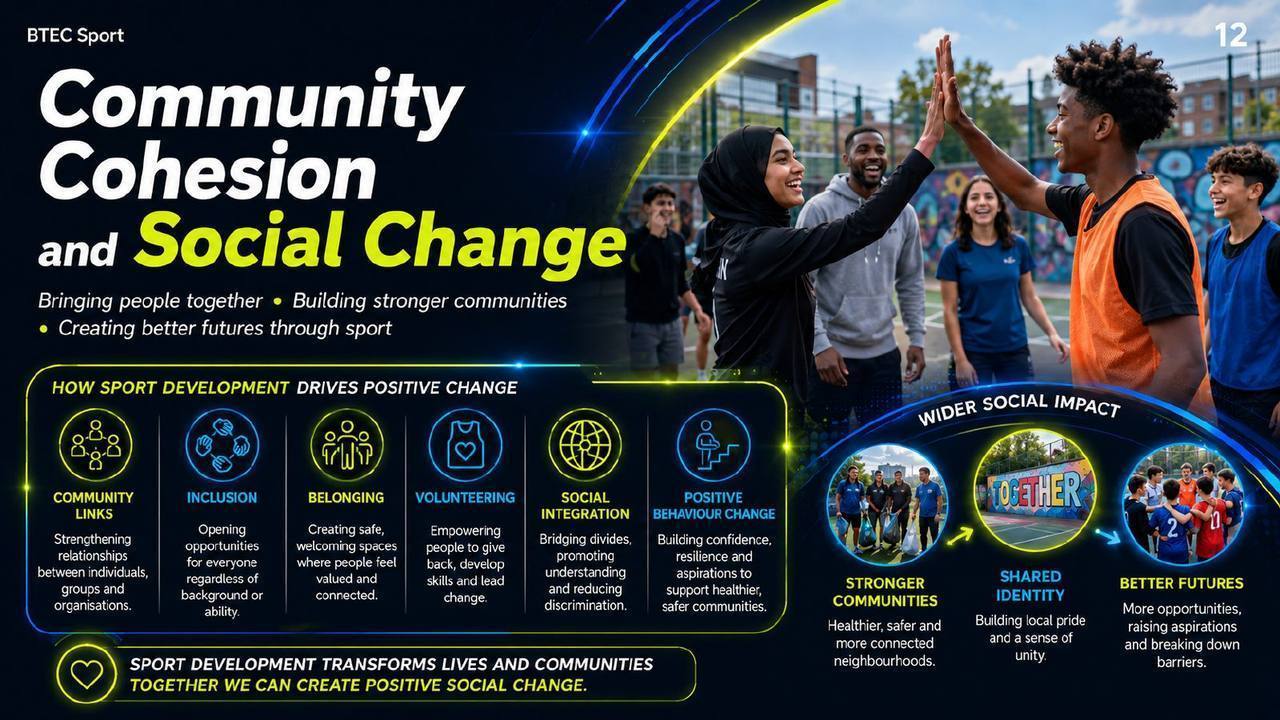 BTEC Sport
12
Community
Cohesion
and Social Change
Bringing people together • Building stronger communities
• Creating better futures through sport
HOW SPORT DEVELOPMENT DRIVES POSITIVE CHANGE
COMMUNITY
LINKS
Strengthening
relationships
between individuals,
groups and
organisations.
INCLUSION
Opening
opportunities
for everyone
regardless of
background or
ability.
BELONGING
Creating safe,
welcoming spaces
where people feel
valued and
connected.
VOLUNTEERING
Empowering
people to give
back, develop
skills and lead
change.
SOCIAL
INTEGRATION
Bridging divides,
promoting
understanding
and reducing
discrimination.
POSITIVE
BEHAVIOUR CHANGE
Building confidence,
resilience and
aspirations to
support healthier,
safer communities.
WIDER SOCIAL IMPACT
STRONGER
COMMUNITIES
Healthier, safer and
more connected
neighbourhoods.
TOGETHER
SHARED
IDENTITY
Building local pride
and a sense of
unity.
2
BETTER FUTURES
More opportunities,
raising aspirations
and breaking down
barriers.
SPORT DEVELOPMENT TRANSFORMS LIVES AND COMMUNITIES
TOGETHER WE CAN CREATE POSITIVE SOCIAL CHANGE.